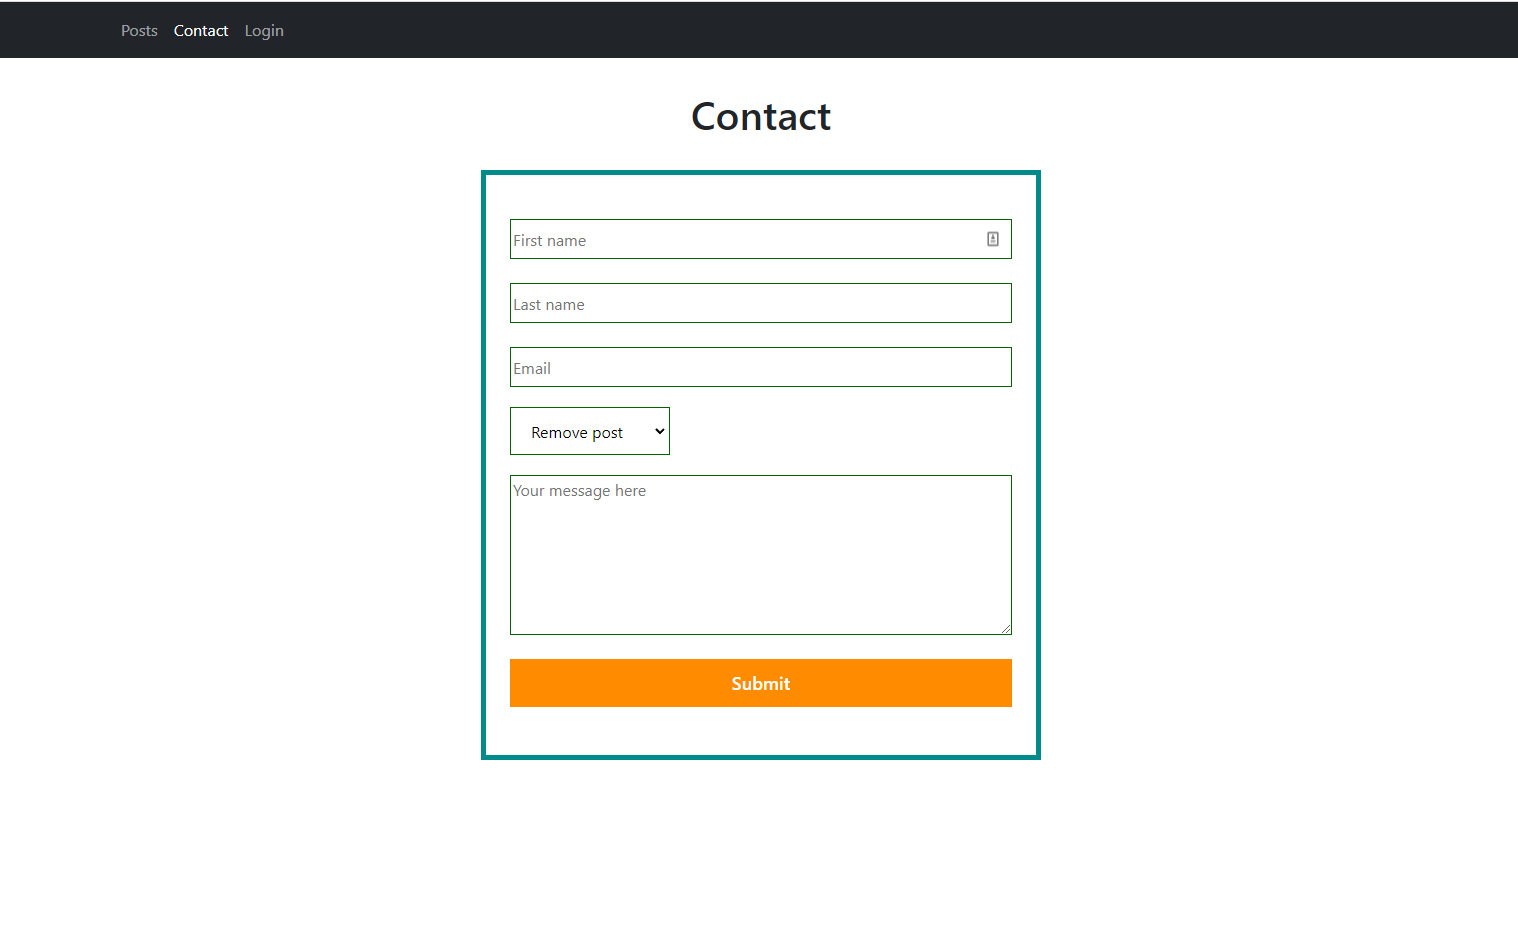 Posts Contact Login
Contact
First name
Last name
Email
Remove post
Your message here
Submit